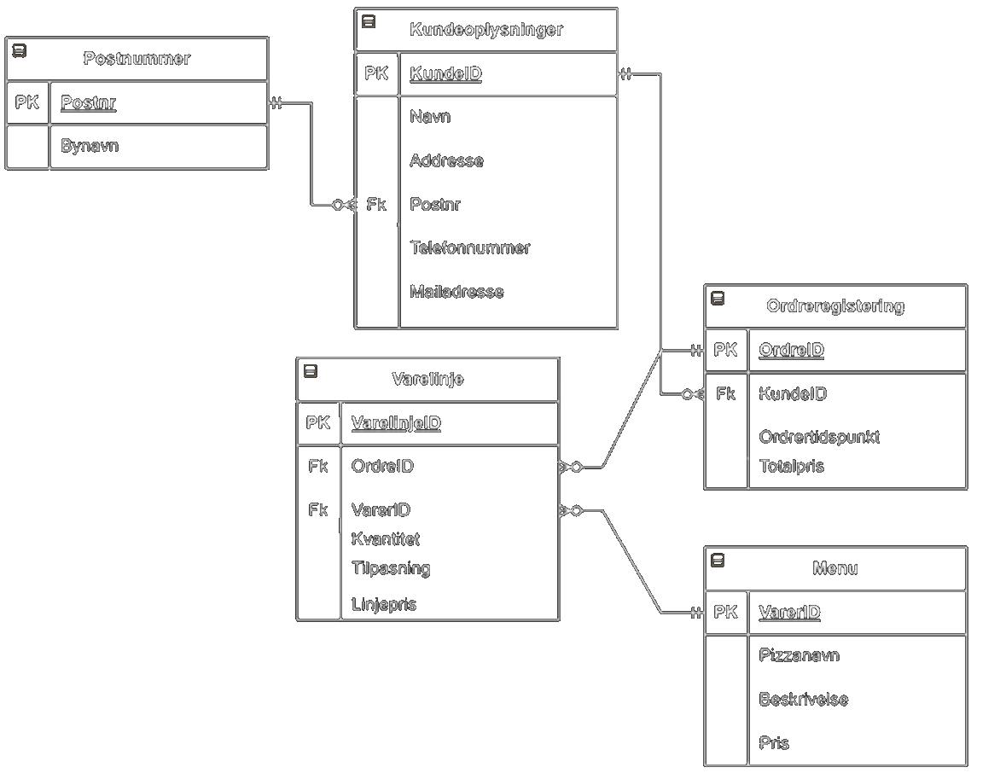 Postnummer
PK Postnr
Bynavn
Kundeoplysninger
PK KundeID
Navn
Addresse
Fk Postnr
Telefonnummer
Mailadresse
Varelinje
PK VarelinjeID
Fk OrdreID
Fk VarerID
Kvantitet
Tilpasning
Linjepris
Ordreregistering
PK OrdreID
Fk KundeID
Ordrertidspunkt
Totalpris
Menu
PK VarerID
Pizzanavn
Beskrivelse
Pris